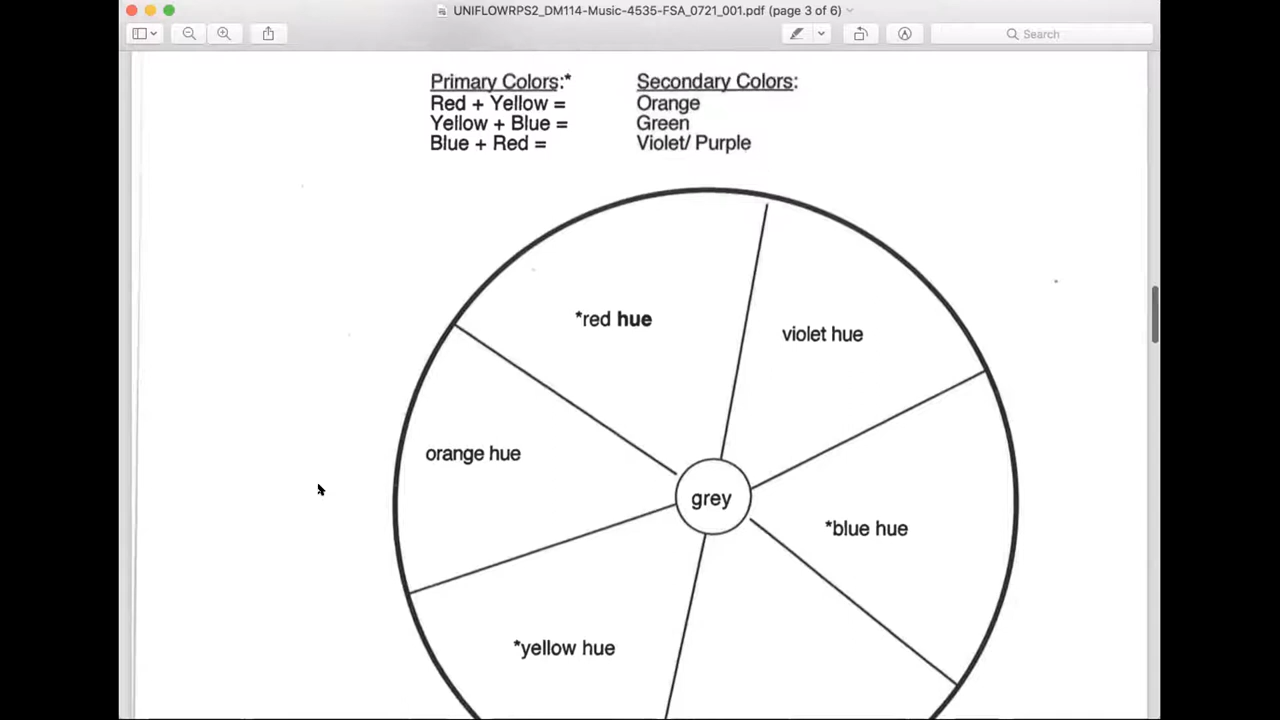 UNIFLOWRPS2_DM114-Music-4535-FSA_0721_001.pdf (page 3 of 6)
Search
Primary Colors:* Secondary Colors:
Red + Yellow = Orange
Yellow + Blue = Green
Blue + Red = Violet/ Purple
*red hue
violet hue
orange hue
grey
*blue hue
*yellow hue